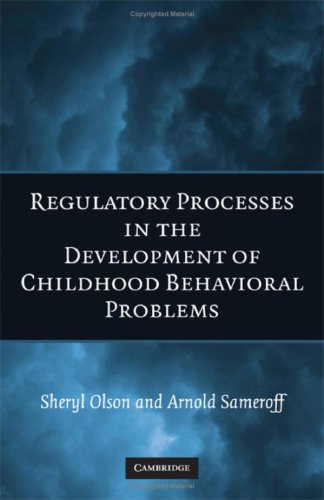 Regulatory Processes
in the
Development of
Childhood Behavioral
Problems
Sheryl Olson and Arnold Sameroff
Cambridge